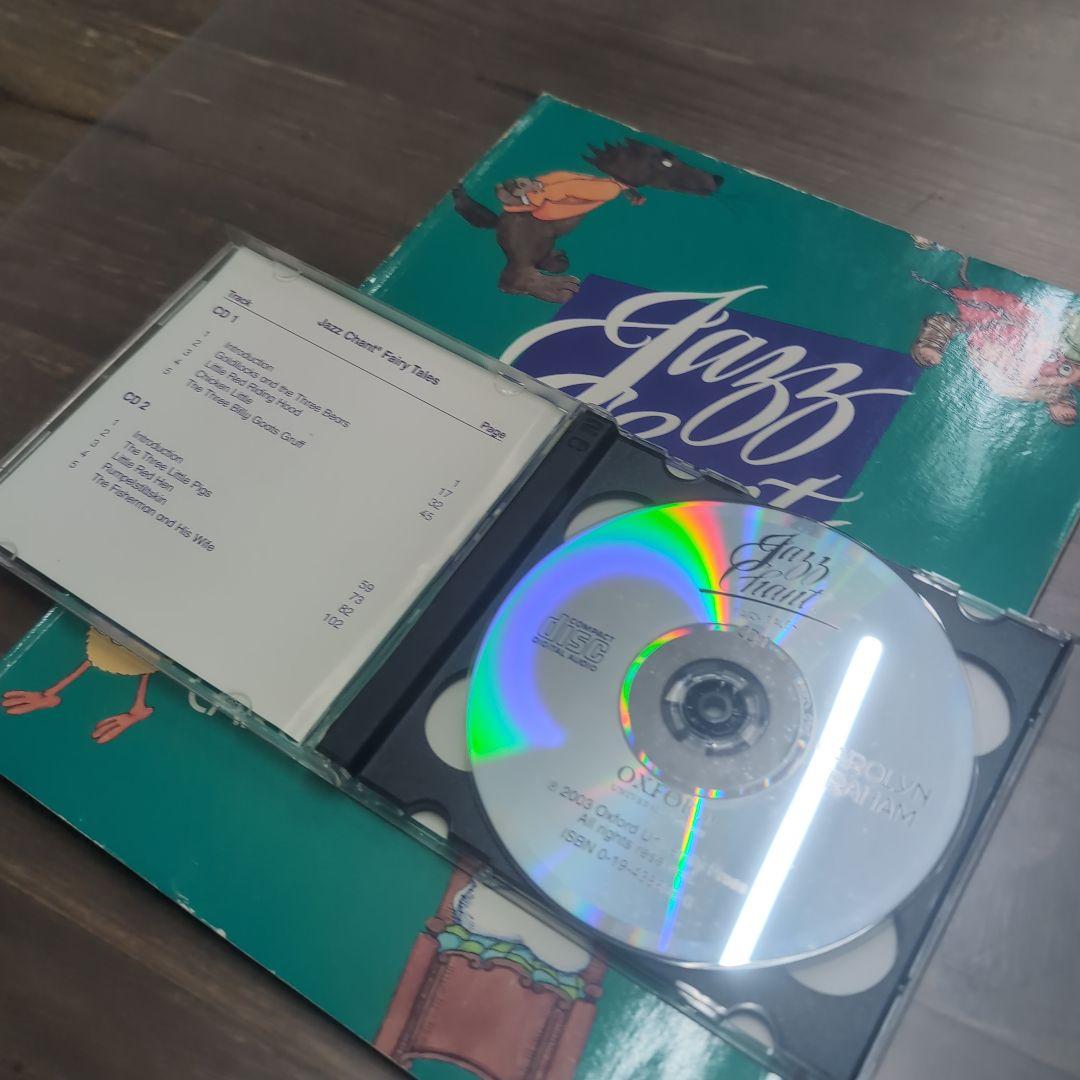 Jazz
Chant
Jazz Chant® Fairy Tales
Track
Page
CD 1
1 Introduction
2 Goldilocks and the Three Bears 1
3 Little Red Riding Hood 17
4 Chicken Little 32
5 The Three Billy Goats Gruff 45
CD 2
1 Introduction
2 The Three Little Pigs 59
3 Little Red Hen 73
4 Rumpelstiltskin 82
5 The Fisherman and His Wife 102
Jazz
Chant
COMPACT
disc
DIGITAL AUDIO
CAROLYN
GRAHAM
OXFORD
℗ 2003 Oxford
All rights
ISBN 0-19-